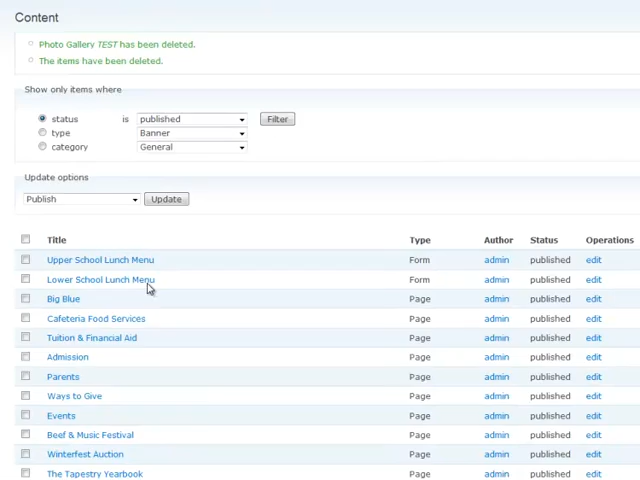 Content
Photo Gallery TEST has been deleted.
The items have been deleted.
Show only items where
status is published Filter
type Banner
category General
Update options
Publish Update
Title Type Author Status Operations
Upper School Lunch Menu Form admin published edit
Lower School Lunch Menu Form admin published edit
Big Blue Page admin published edit
Cafeteria Food Services Page admin published edit
Tuition & Financial Aid Page admin published edit
Admission Page admin published edit
Parents Page admin published edit
Ways to Give Page admin published edit
Events Page admin published edit
Beef & Music Festival Page admin published edit
Winterfest Auction Page admin published edit
The Tapestry Yearbook Page admin published edit